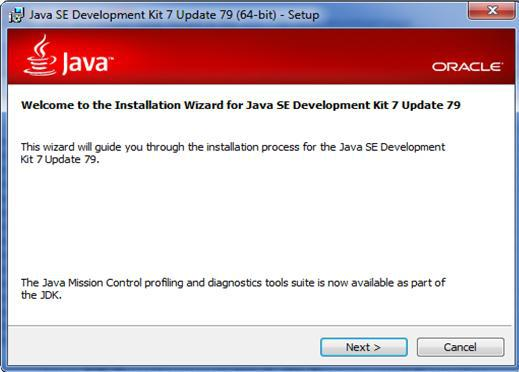 Java SE Development Kit 7 Update 79 (64-bit) - Setup
Java™
ORACLE®
Welcome to the Installation Wizard for Java SE Development Kit 7 Update 79
This wizard will guide you through the installation process for the Java SE Development
Kit 7 Update 79.
The Java Mission Control profiling and diagnostics tools suite is now available as part of
the JDK.
Next >
Cancel